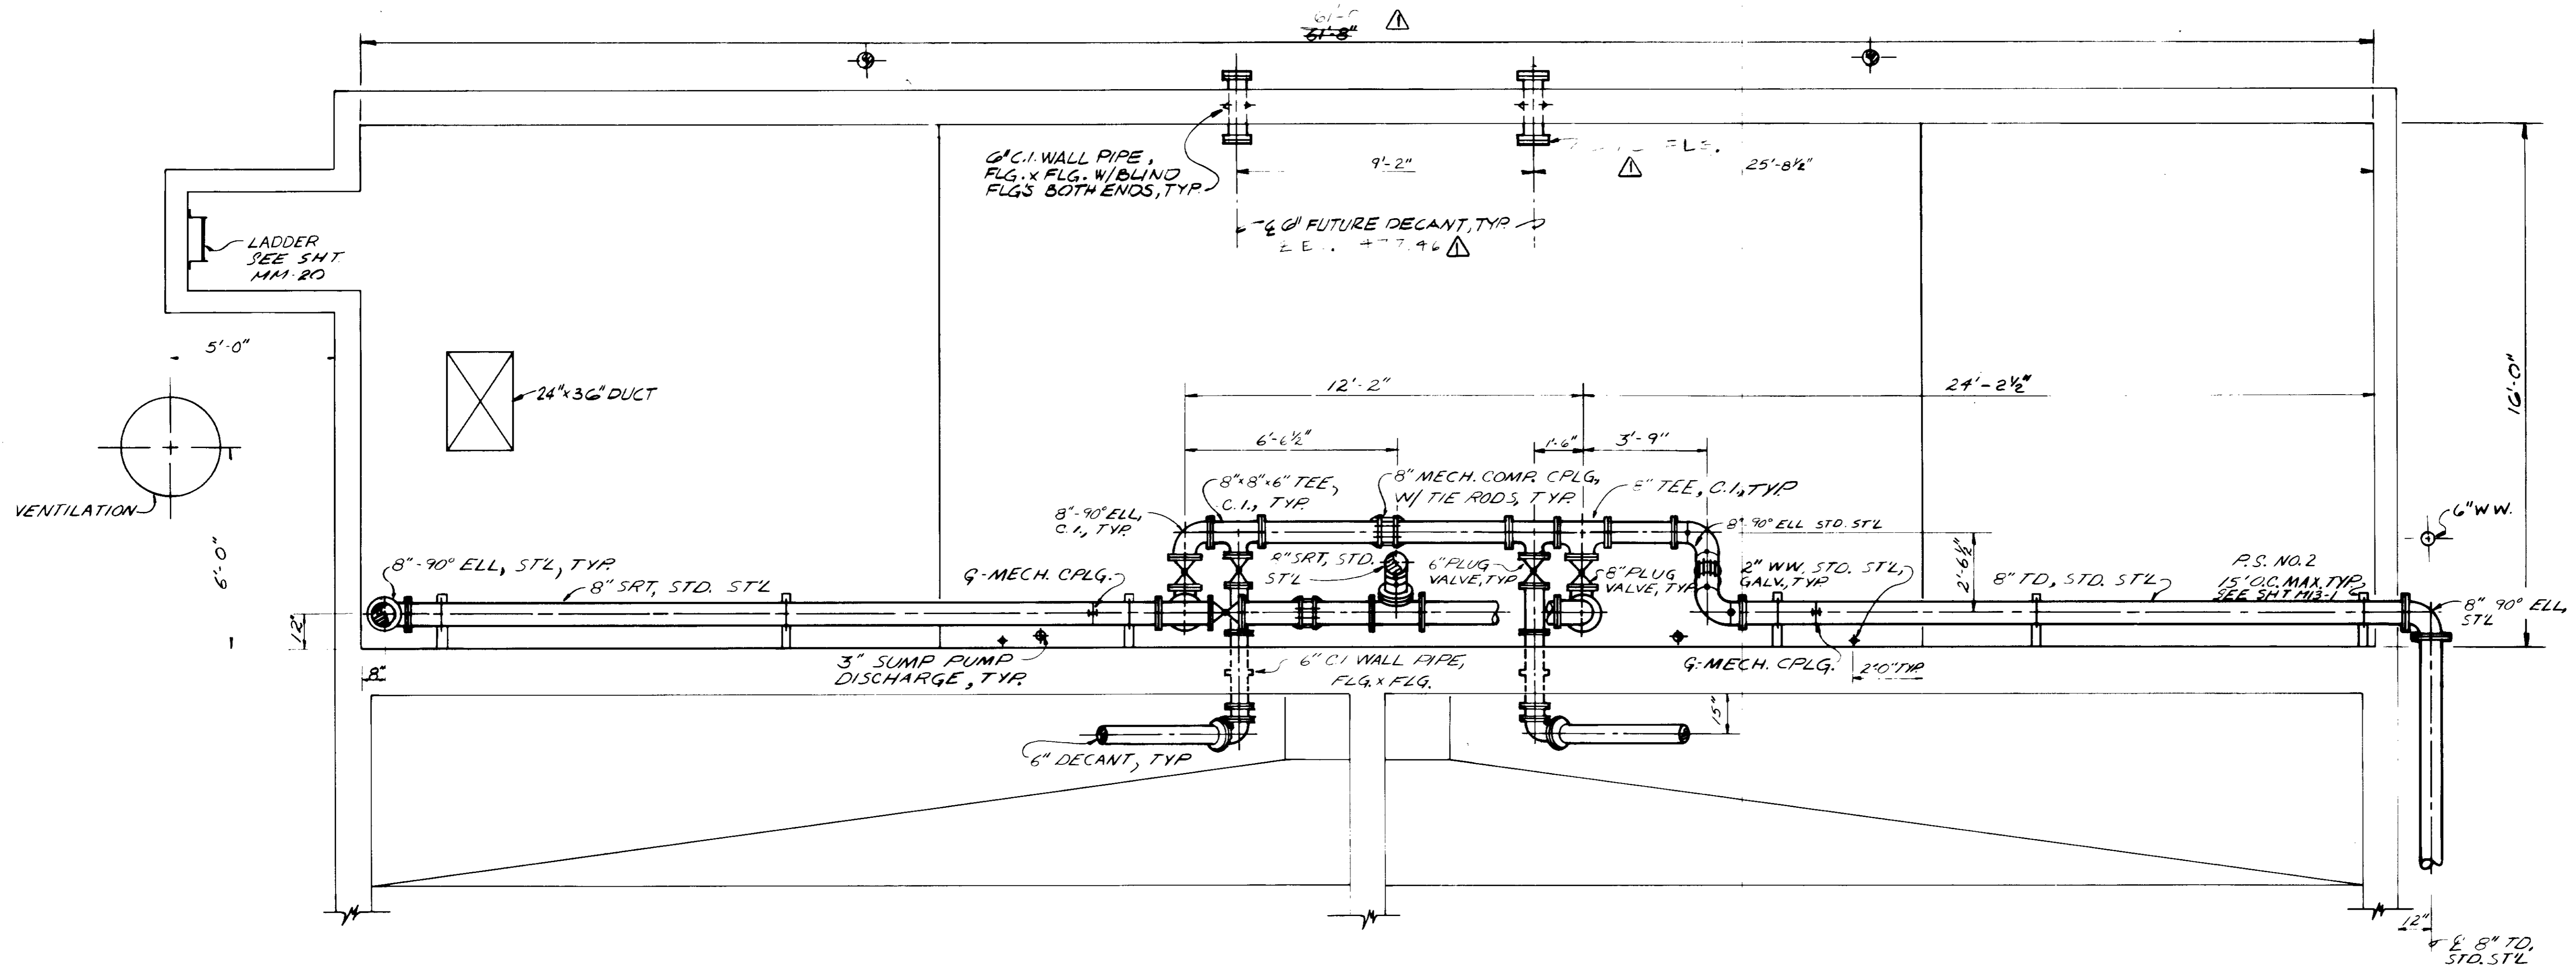 61'-8"
6" C.I. WALL PIPE,
FLG. x FLG. W/BLIND
FLG'S BOTH ENDS, TYP.
9'-2"
FLG.
25'-8½"
℄ 6" FUTURE DECANT, TYP.
LADDER
SEE SHT.
MM-20
5'-0"
24"x36" DUCT
VENTILATION
6'-0"
12'-2"
24'-2½"
16'-0"
6'-6½"
1'-6"
3'-9"
8"x8"x6" TEE,
C.I., TYP.
8" MECH. COMP. CPLG,
W/ TIE RODS, TYP.
8" TEE, C.I., TYP.
8"-90° ELL,
C.I., TYP.
8" 90° ELL STD. ST'L
6" W.W.
8"-90° ELL, ST'L, TYP.
8" SRT, STD. ST'L
G-MECH. CPLG.
8" SRT, STD.
ST'L
6" PLUG
VALVE, TYP.
8" PLUG
VALVE, TYP.
2" WW. STD. ST'L,
GALV., TYP.
2'-6½"
8" TD, STD. ST'L
P.S. NO. 2
15' O.C. MAX. TYP.,
SEE SHT M13-1
8" 90° ELL,
ST'L
12"
8"
3" SUMP PUMP
DISCHARGE, TYP.
6" C.I. WALL PIPE,
FLG. x FLG.
G-MECH. CPLG.
2'0" TYP.
15"
6" DECANT, TYP
12"
℄ 8" TD.
STD. ST'L